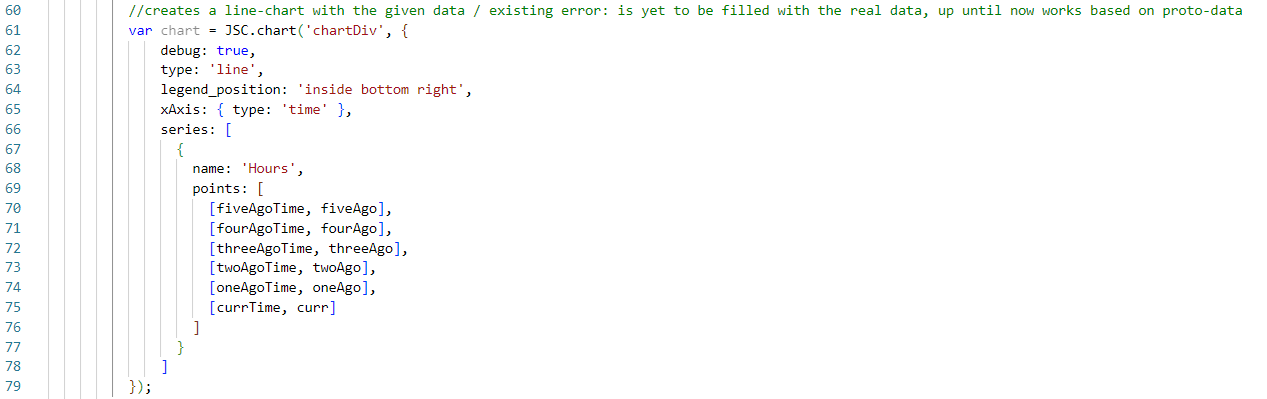 60 //creates a line-chart with the given data / existing error: is yet to be filled with the real data, up until now works based on proto-data
61 var chart = JSC.chart('chartDiv', {
62 debug: true,
63 type: 'line',
64 legend_position: 'inside bottom right',
65 xAxis: { type: 'time' },
66 series: [
67 {
68 name: 'Hours',
69 points: [
70 [fiveAgoTime, fiveAgo],
71 [fourAgoTime, fourAgo],
72 [threeAgoTime, threeAgo],
73 [twoAgoTime, twoAgo],
74 [oneAgoTime, oneAgo],
75 [currTime, curr]
76 ]
77 }
78 ]
79 });